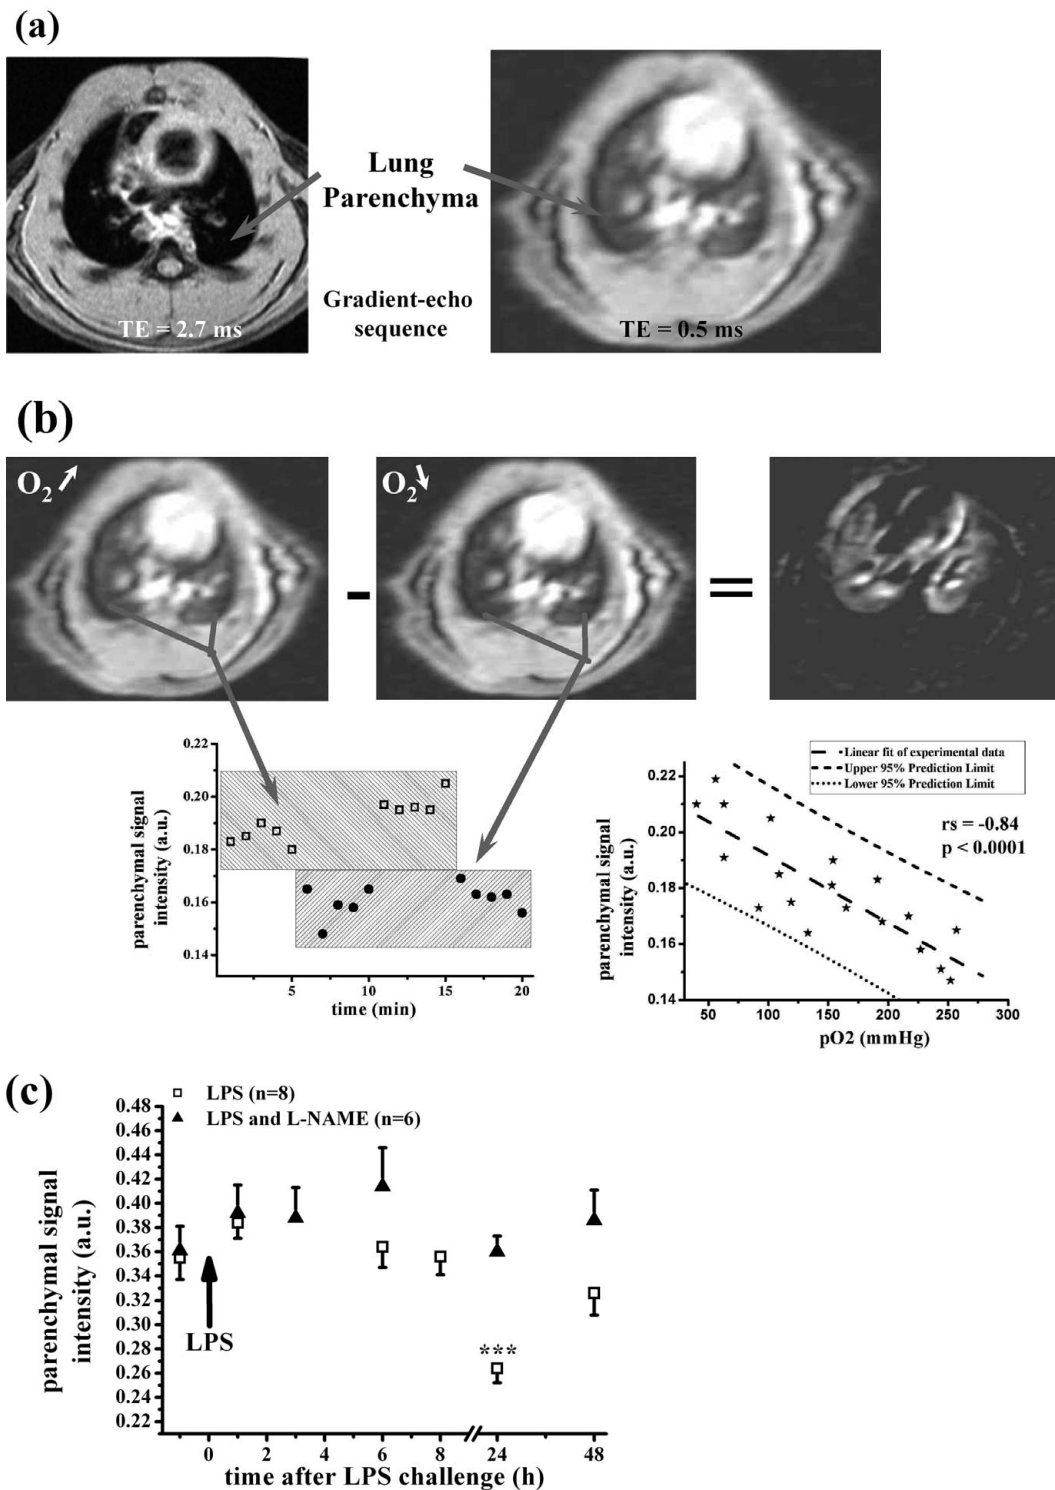 (a)
Lung
Parenchyma
Gradient-echo
sequence
TE = 2.7 ms
TE = 0.5 ms
(b)
O2
O2
-
=
parenchymal signal
intensity (a.u.)
0.22
0.20
0.18
0.16
0.14
5
10
15
20
time (min)
Linear fit of experimental data
Upper 95% Prediction Limit
Lower 95% Prediction Limit
rs = -0.84
p < 0.0001
parenchymal signal
intensity (a.u.)
0.22
0.20
0.18
0.16
0.14
50
100
150
200
250
300
pO2 (mmHg)
(c)
LPS (n=8)
LPS and L-NAME (n=6)
parenchymal signal
intensity (a.u.)
0.48
0.46
0.44
0.42
0.40
0.38
0.36
0.34
0.32
0.30
0.28
0.26
0.24
0.22
LPS
***
0
2
4
6
8
24
48
time after LPS challenge (h)